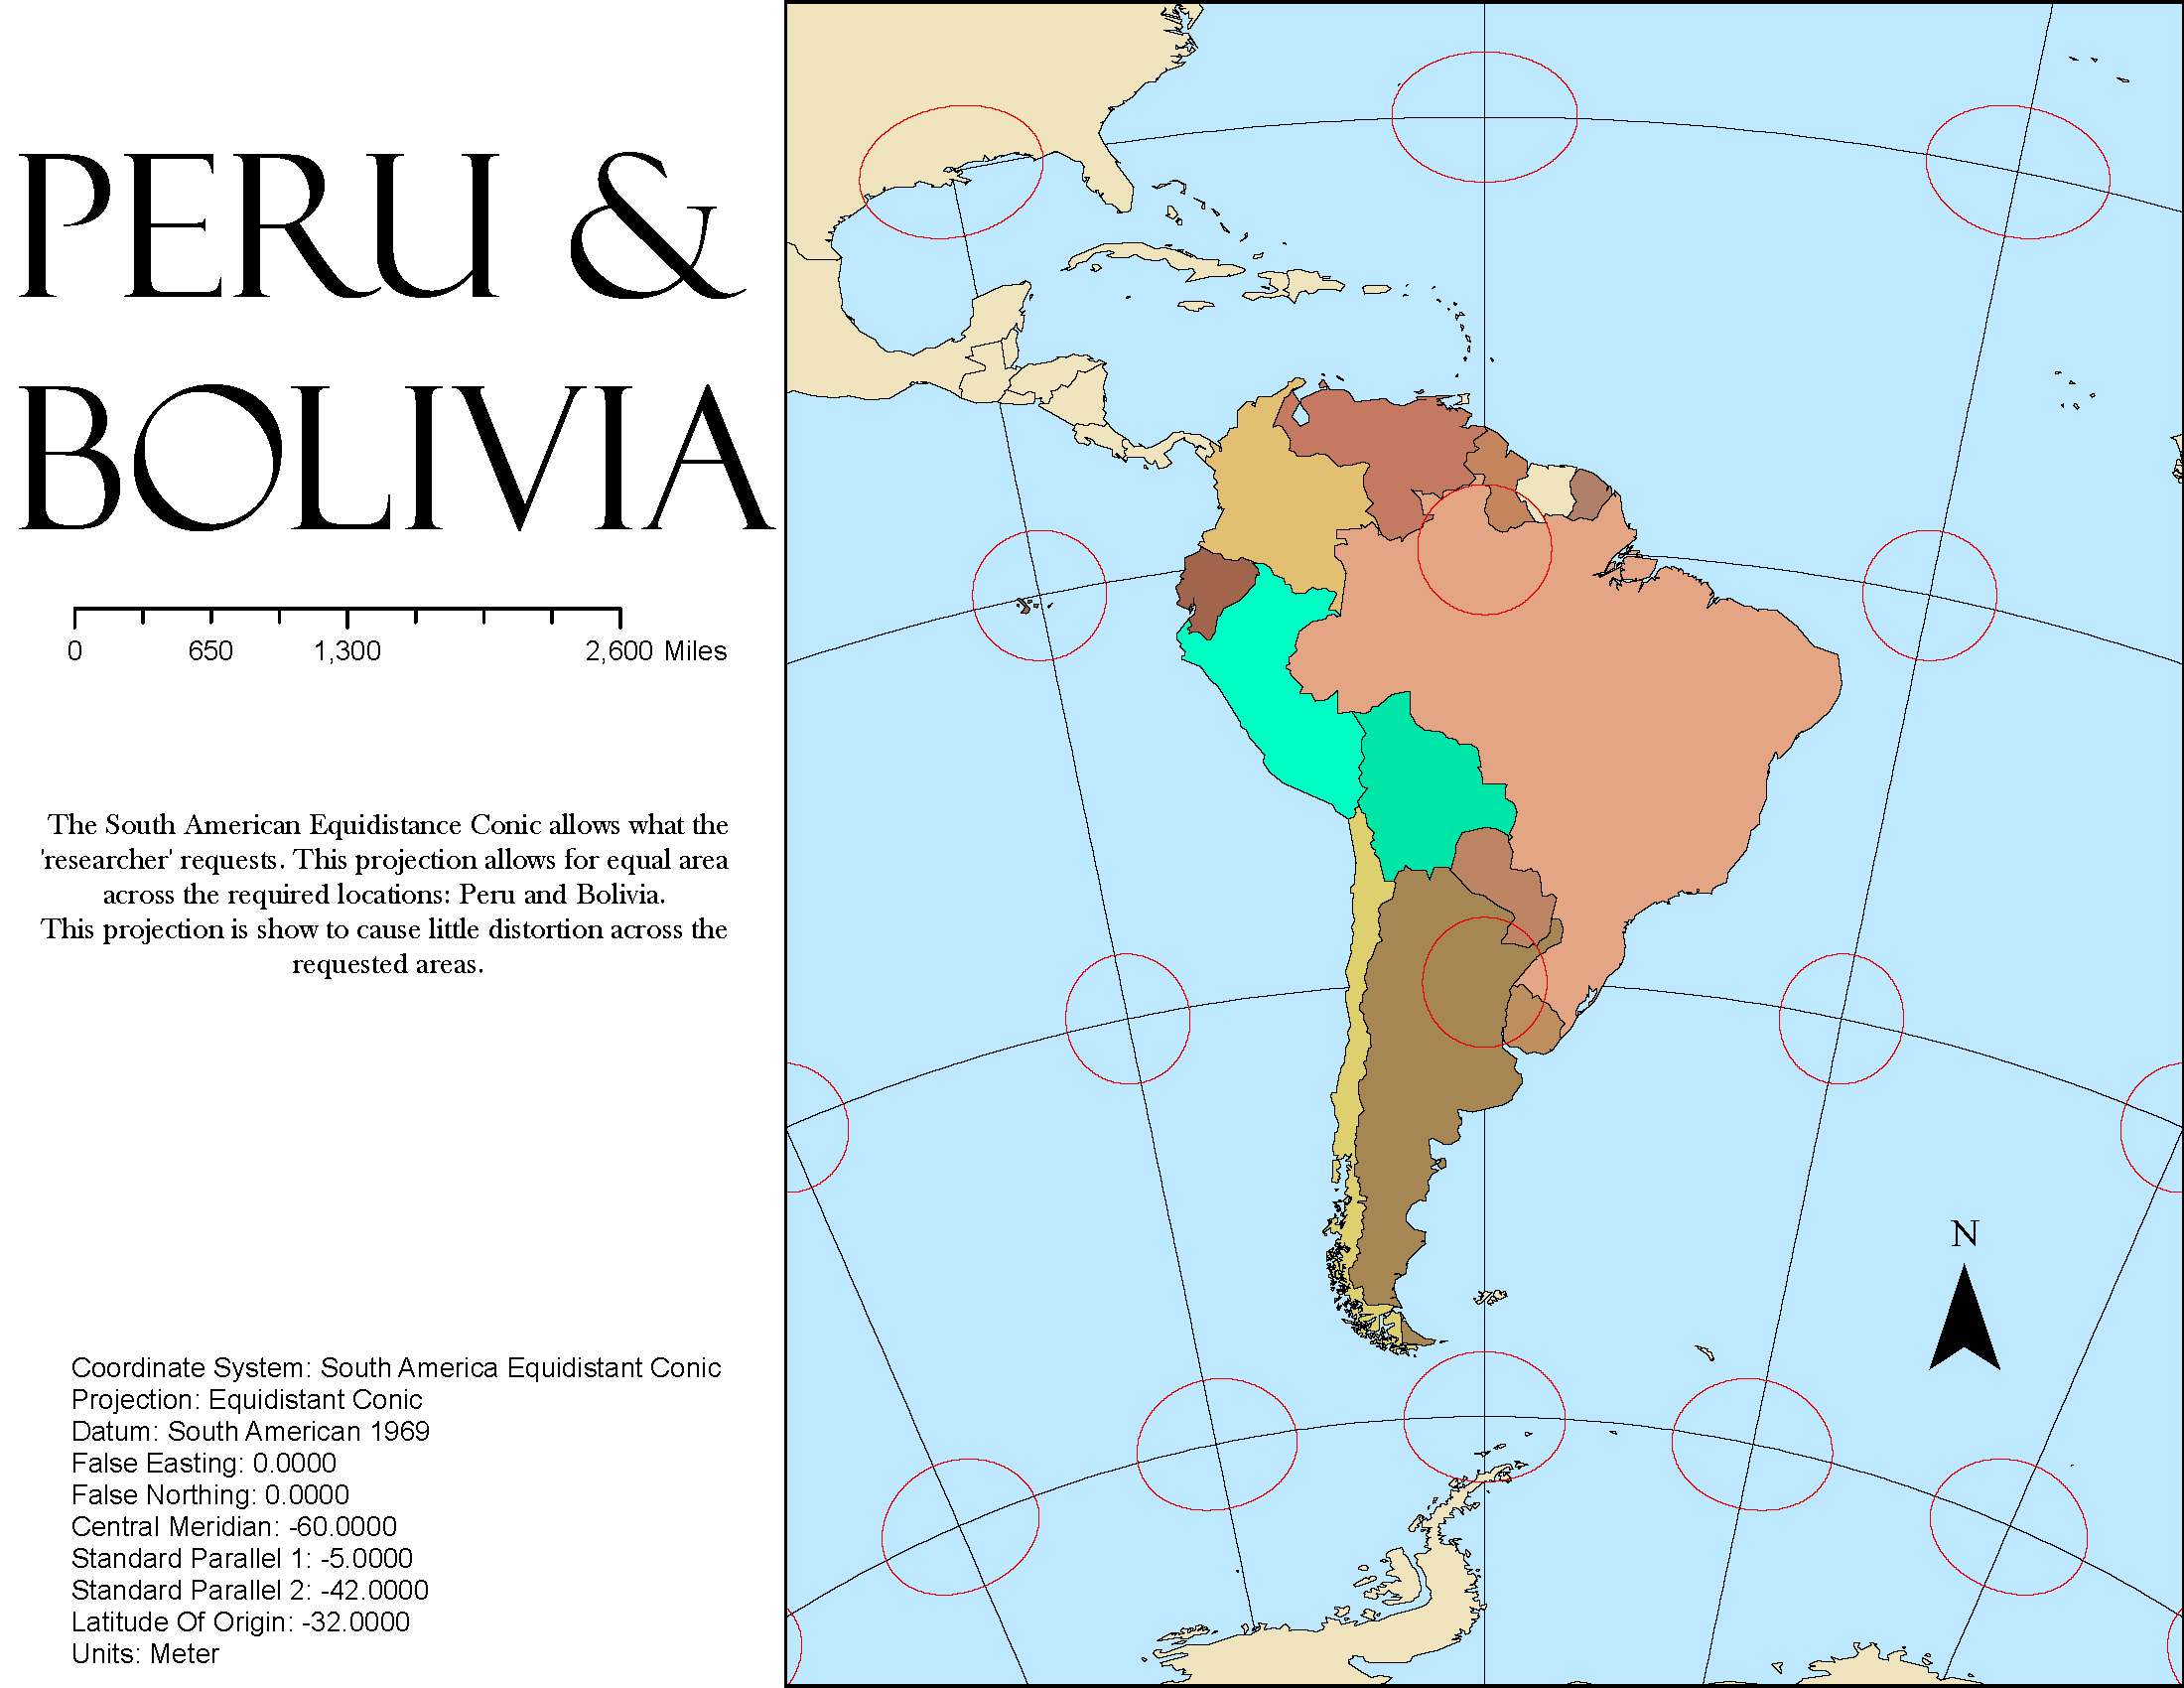 PERU &
BOLIVIA
0 650 1,300 2,600 Miles
The South American Equidistance Conic allows what the
'researcher' requests. This projection allows for equal area
across the required locations: Peru and Bolivia.
This projection is show to cause little distortion across the
requested areas.
Coordinate System: South America Equidistant Conic
Projection: Equidistant Conic
Datum: South American 1969
False Easting: 0.0000
False Northing: 0.0000
Central Meridian: -60.0000
Standard Parallel 1: -5.0000
Standard Parallel 2: -42.0000
Latitude Of Origin: -32.0000
Units: Meter
N